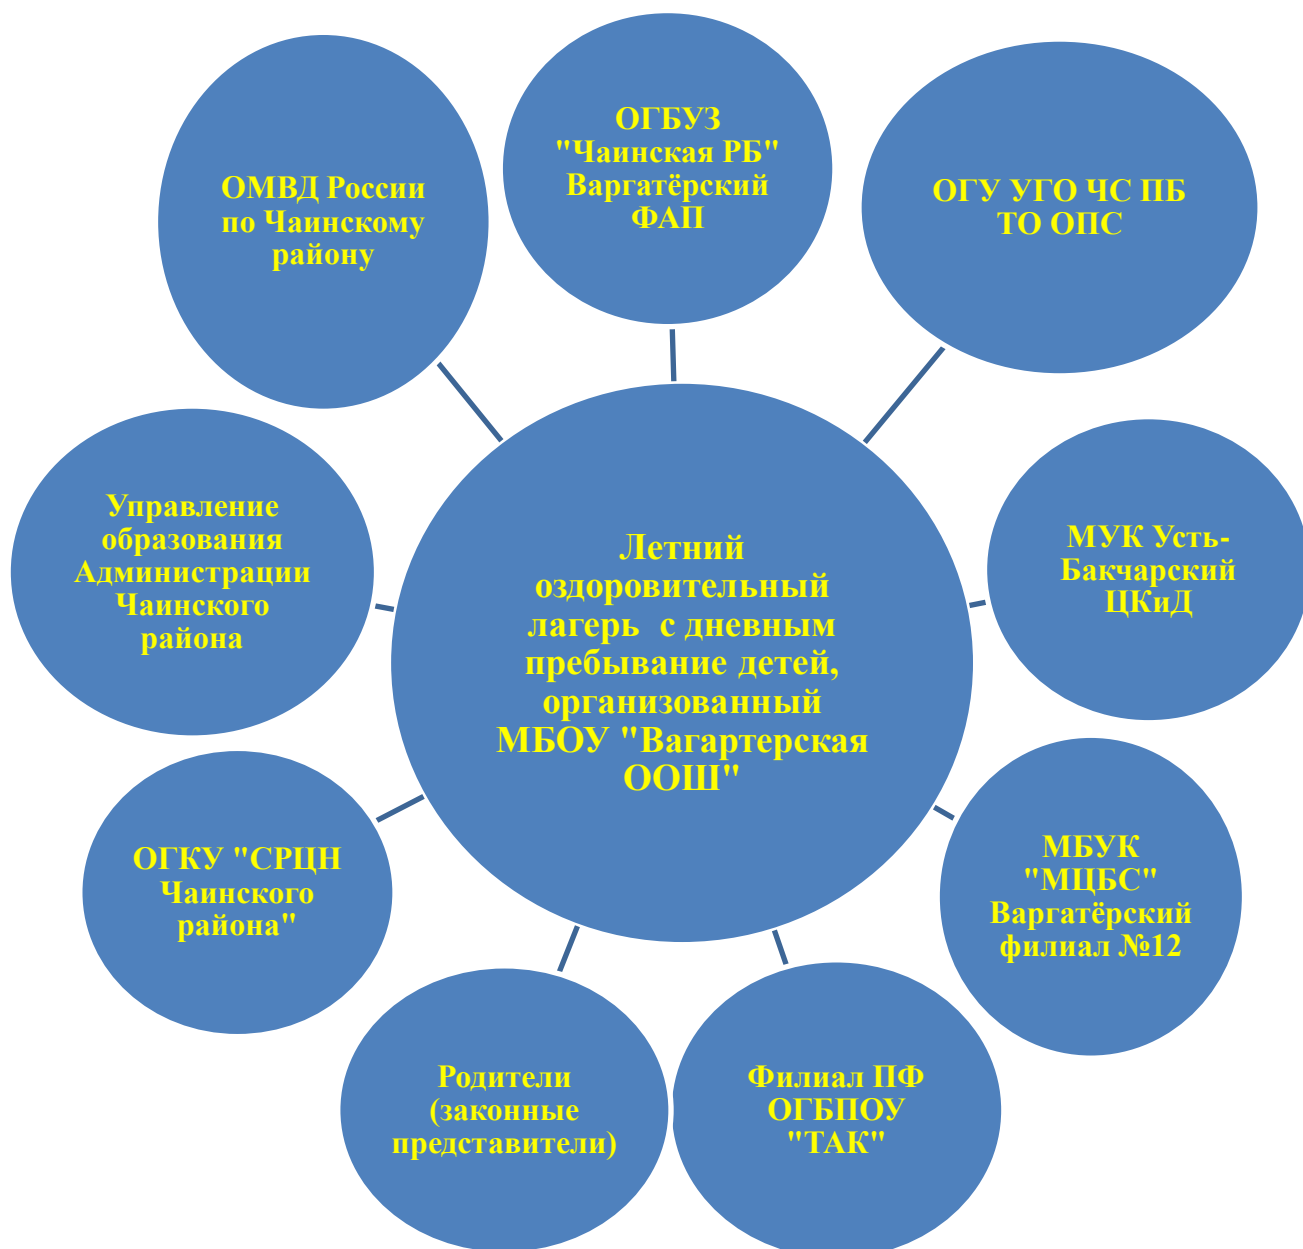 ОГБУЗ
"Чаинская РБ"
Варгатёрский
ФАП
ОГУ УГО ЧС ПБ
ТО ОПС
МУК Усть-
Бакчарский
ЦКиД
МБУК
"МЦБС"
Варгатёрский
филиал №12
Филиал ПФ
ОГБПОУ
"ТАК"
Родители
(законные
представители)
ОГКУ "СРЦН
Чаинского
района"
Управление
образования
Администрации
Чаинского
района
ОМВД России
по Чаинскому
району
Летний
оздоровительный
лагерь  с дневным
пребывание детей,
организованный
МБОУ "Вагартерская
ООШ"